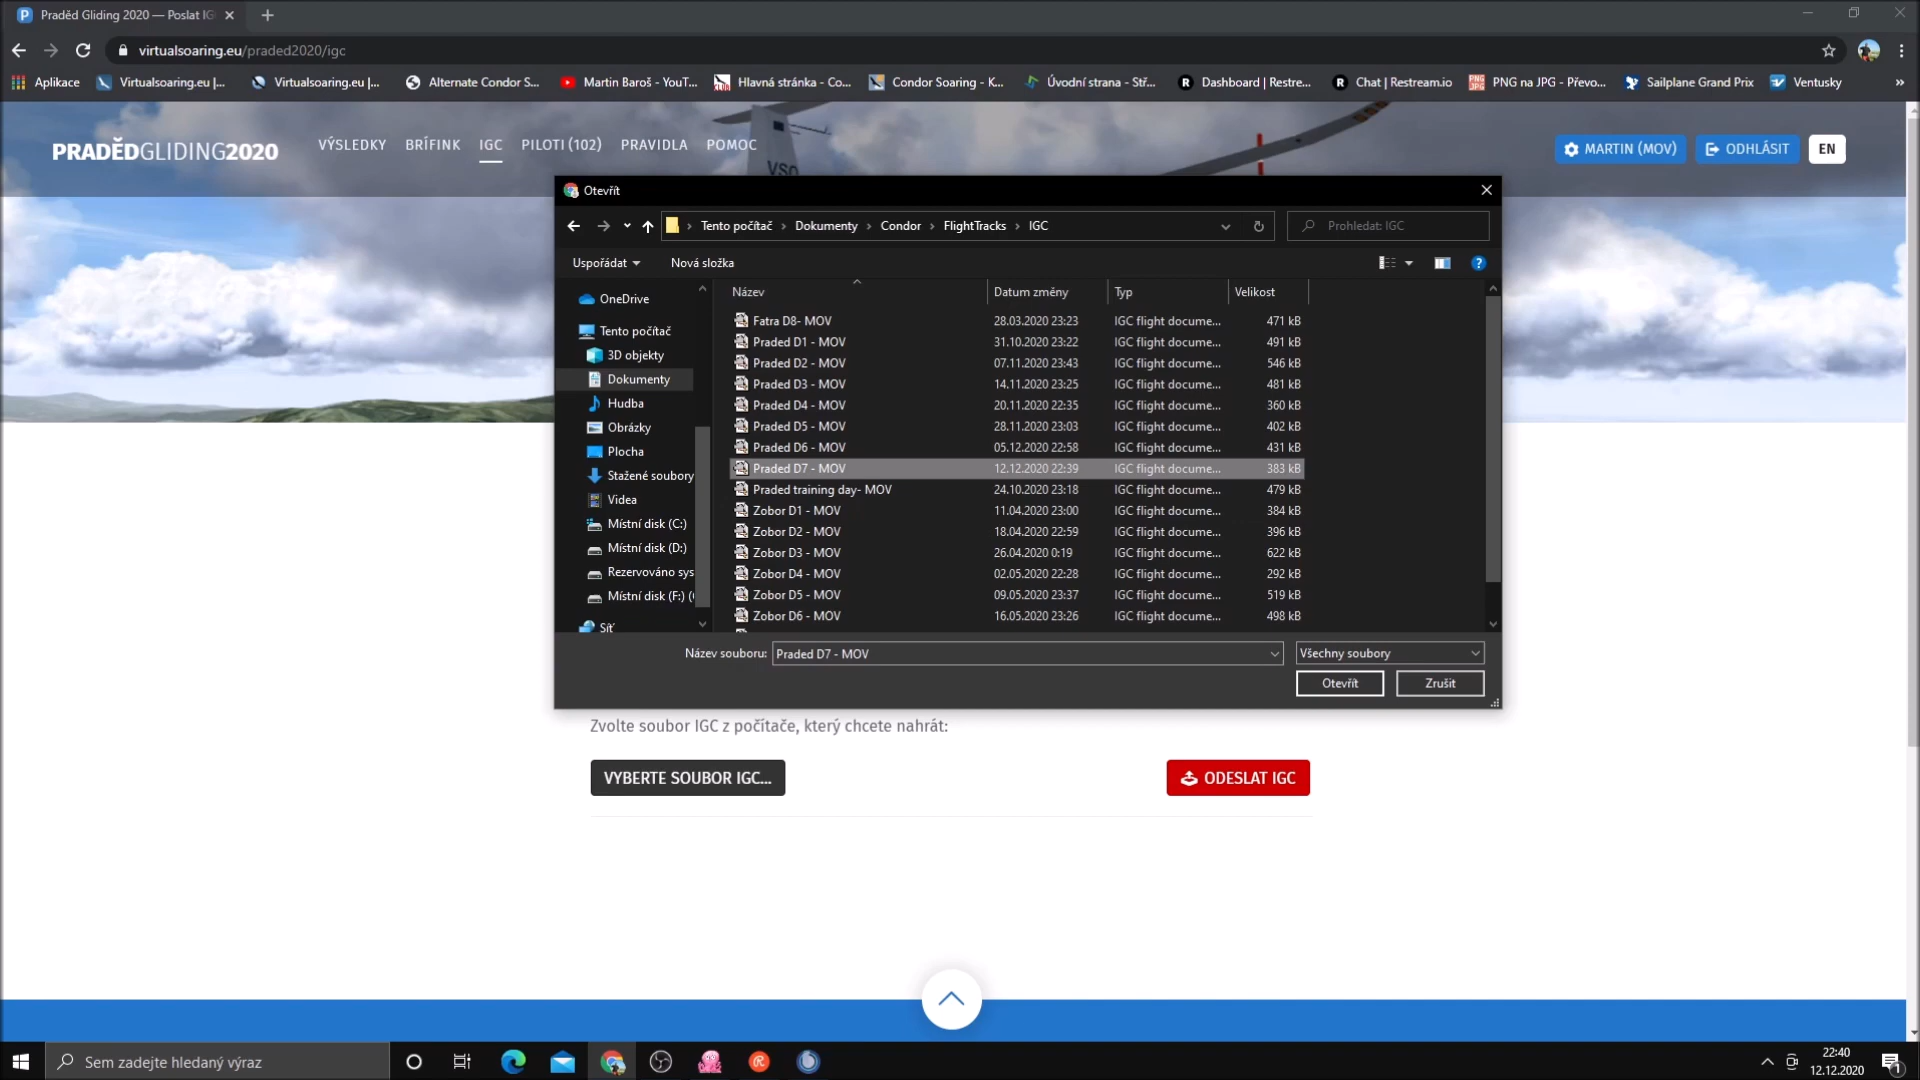 Praděd Gliding 2020 — Poslat IG
virtualsoaring.eu/praded2020/igc
Aplikace
Virtualsoaring.eu |...
Virtualsoaring.eu |...
Alternate Condor S...
Martin Baroš - YouT...
Hlavná stránka - Co...
Condor Soaring - K...
Úvodní strana - Stř...
Dashboard | Restre...
Chat | Restream.io
PNG na JPG - Převo...
Sailplane Grand Prix
Ventusky
»
PRADĚDGLIDING2020
VÝSLEDKY
BRÍFINK
IGC
PILOTI (102)
PRAVIDLA
POMOC
MARTIN (MOV)
ODHLÁSIT
EN
VSO
Otevřít
Tento počítač › Dokumenty › Condor › FlightTracks › IGC
Prohledat: IGC
Uspořádat
Nová složka
OneDrive
Tento počítač
3D objekty
Dokumenty
Hudba
Obrázky
Plocha
Stažené soubory
Videa
Místní disk (C:)
Místní disk (D:)
Rezervováno sys
Místní disk (F:) (
Síť
Název Datum změny Typ Velikost
Fatra D8- MOV 28.03.2020 23:23 IGC flight docume... 471 kB
Praded D1 - MOV 31.10.2020 23:22 IGC flight docume... 491 kB
Praded D2 - MOV 07.11.2020 23:43 IGC flight docume... 546 kB
Praded D3 - MOV 14.11.2020 23:25 IGC flight docume... 481 kB
Praded D4 - MOV 20.11.2020 22:35 IGC flight docume... 360 kB
Praded D5 - MOV 28.11.2020 23:03 IGC flight docume... 402 kB
Praded D6 - MOV 05.12.2020 22:58 IGC flight docume... 431 kB
Praded D7 - MOV 12.12.2020 22:39 IGC flight docume... 383 kB
Praded training day- MOV 24.10.2020 23:18 IGC flight docume... 479 kB
Zobor D1 - MOV 11.04.2020 23:00 IGC flight docume... 384 kB
Zobor D2 - MOV 18.04.2020 22:59 IGC flight docume... 396 kB
Zobor D3 - MOV 26.04.2020 0:19 IGC flight docume... 622 kB
Zobor D4 - MOV 02.05.2020 22:28 IGC flight docume... 292 kB
Zobor D5 - MOV 09.05.2020 23:37 IGC flight docume... 519 kB
Zobor D6 - MOV 16.05.2020 23:26 IGC flight docume... 498 kB
Název souboru: Praded D7 - MOV
Všechny soubory
Otevřít
Zrušit
Zvolte soubor IGC z počítače, který chcete nahrát:
VYBERTE SOUBOR IGC...
ODESLAT IGC
Sem zadejte hledaný výraz
22:40
12.12.2020
1